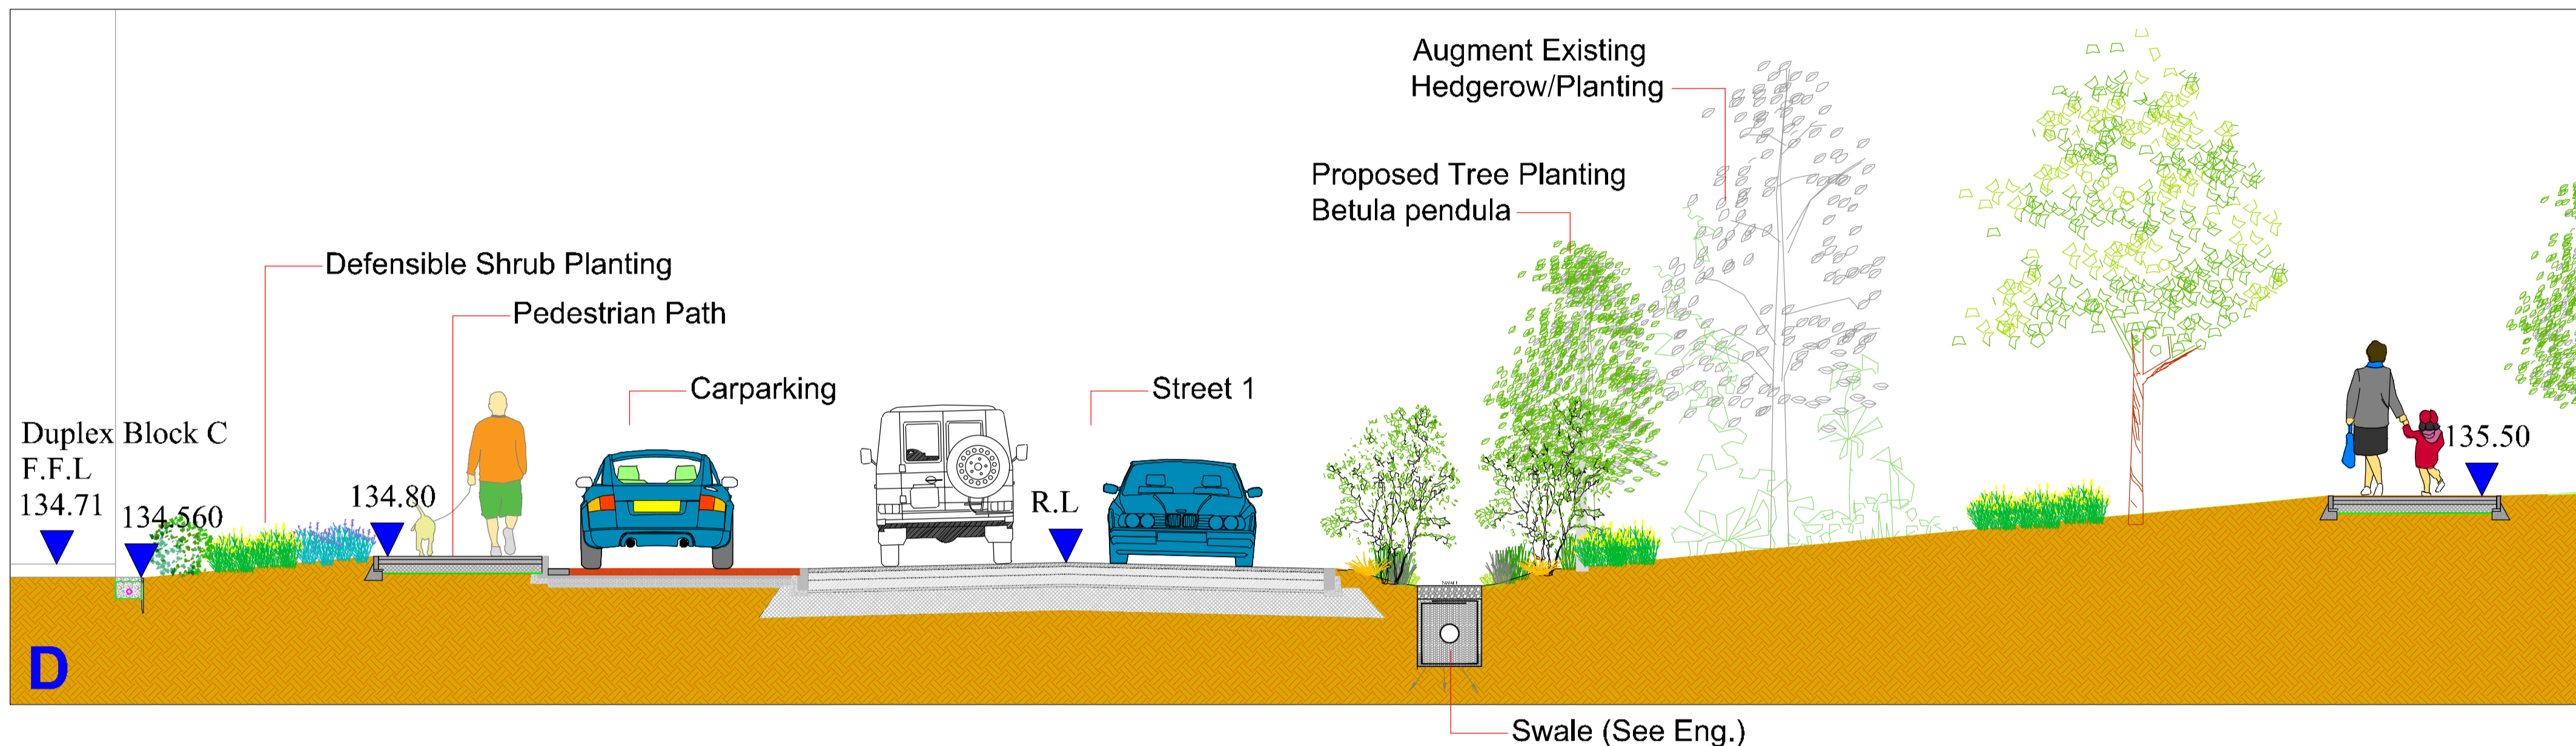 Augment Existing
Hedgerow/Planting
Proposed Tree Planting
Betula pendula
Defensible Shrub Planting
Pedestrian Path
Carparking
Street 1
Duplex Block C
F.F.L
134.71
134.560
134.80
R.L
135.50
D
Swale (See Eng.)